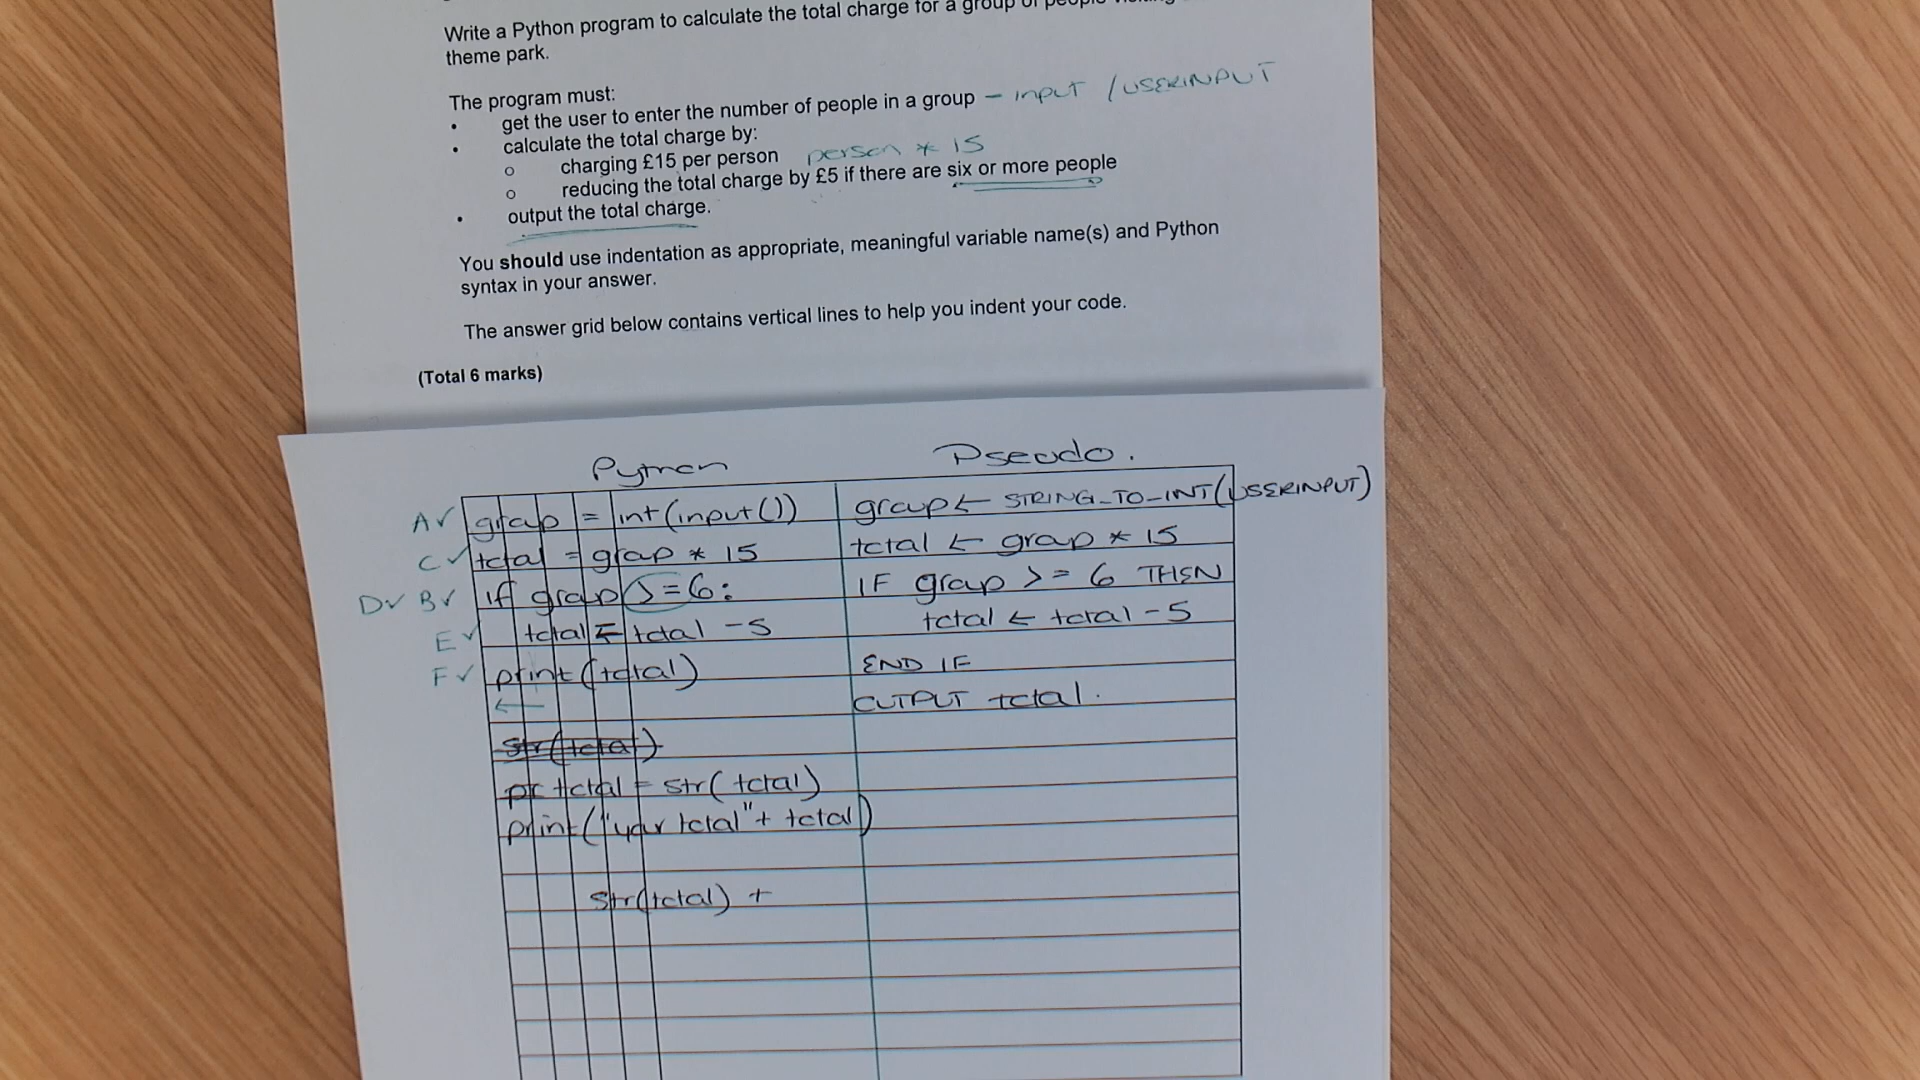 Write a Python program to calculate the total charge for a group of people visiting
theme park.
The program must:
• get the user to enter the number of people in a group – input / USERINPUT
• calculate the total charge by:
o charging £15 per person person * 15
o reducing the total charge by £5 if there are six or more people
• output the total charge.
You should use indentation as appropriate, meaningful variable name(s) and Python
syntax in your answer.
The answer grid below contains vertical lines to help you indent your code.
(Total 6 marks)
Python Pseudo.
A✓ group = int(input()) group ← STRING_TO_INT(USERINPUT)
C✓ total = group * 15 total ← group * 15
D✓ B✓ if group >= 6: IF group >= 6 THEN
E✓ total = total - 5 total ← total - 5
F✓ print(total) END IF
← OUTPUT total.
str(total)
pr total = str(total)
print("your total" + total)
str(total) +